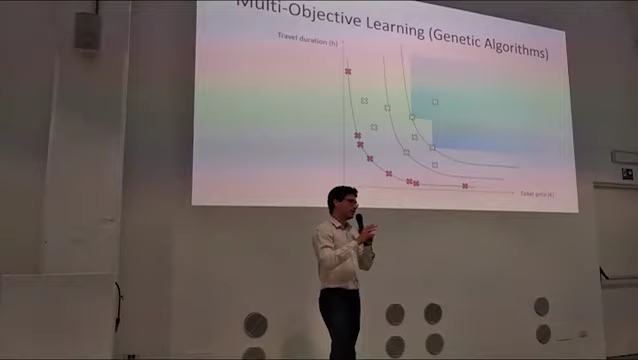 Multi-Objective Learning (Genetic Algorithms)
Travel duration (h)
Ticket price (€)